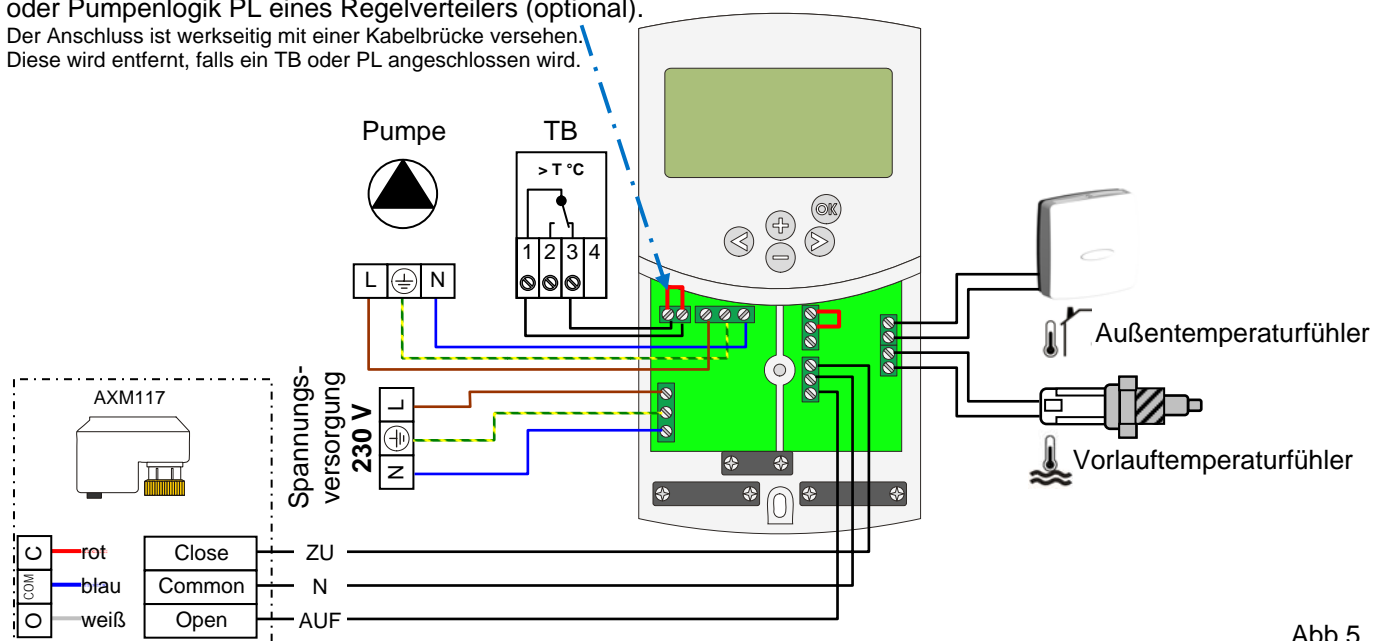 oder Pumpenlogik PL eines Regelverteilers (optional).
Der Anschluss ist werkseitig mit einer Kabelbrücke versehen.
Diese wird entfernt, falls ein TB oder PL angeschlossen wird.
Pumpe
TB
> T °C
1 2 3 4
OK
L N
Außentemperaturfühler
Spannungs-
versorgung
230 V
L
N
AXM117
Vorlauftemperaturfühler
C rot Close ZU
COM blau Common N
O weiß Open AUF
Abb 5